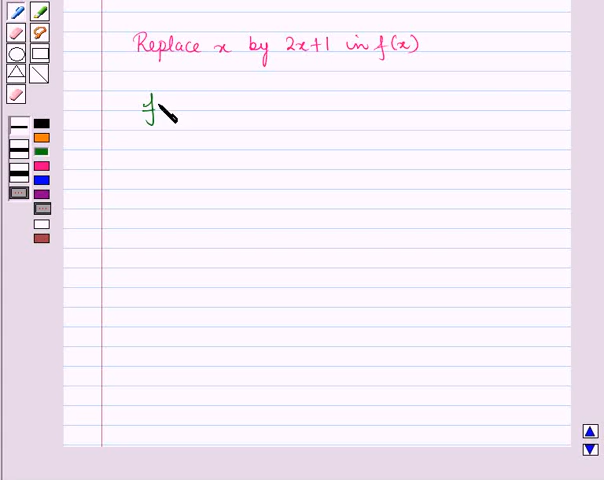 Replace x by 2x+1 in f(x)
f